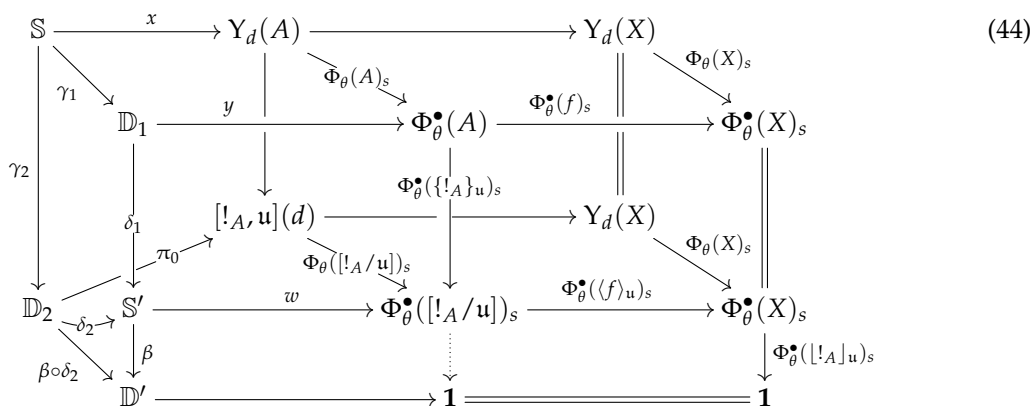 𝕊 x Υ_d(A) Υ_d(X) (44)
Φ_θ(A)_s Φ_θ(X)_s
γ_1 y Φ^•_θ(f)_s
𝔻_1 Φ^•_θ(A) Φ^•_θ(X)_s
γ_2 Φ^•_θ({!_A}_𝔲)_s
δ_1 [!_A, 𝔲](d) Υ_d(X)
π_0 Φ_θ([!_A/𝔲])_s Φ_θ(X)_s
w Φ^•_θ(⟨f⟩_𝔲)_s
𝔻_2 δ_2 𝕊′ Φ^•_θ([!_A/𝔲])_s Φ^•_θ(X)_s
β∘δ_2 β Φ^•_θ(⌊!_A⌋_𝔲)_s
𝔻′ 𝟏 𝟏